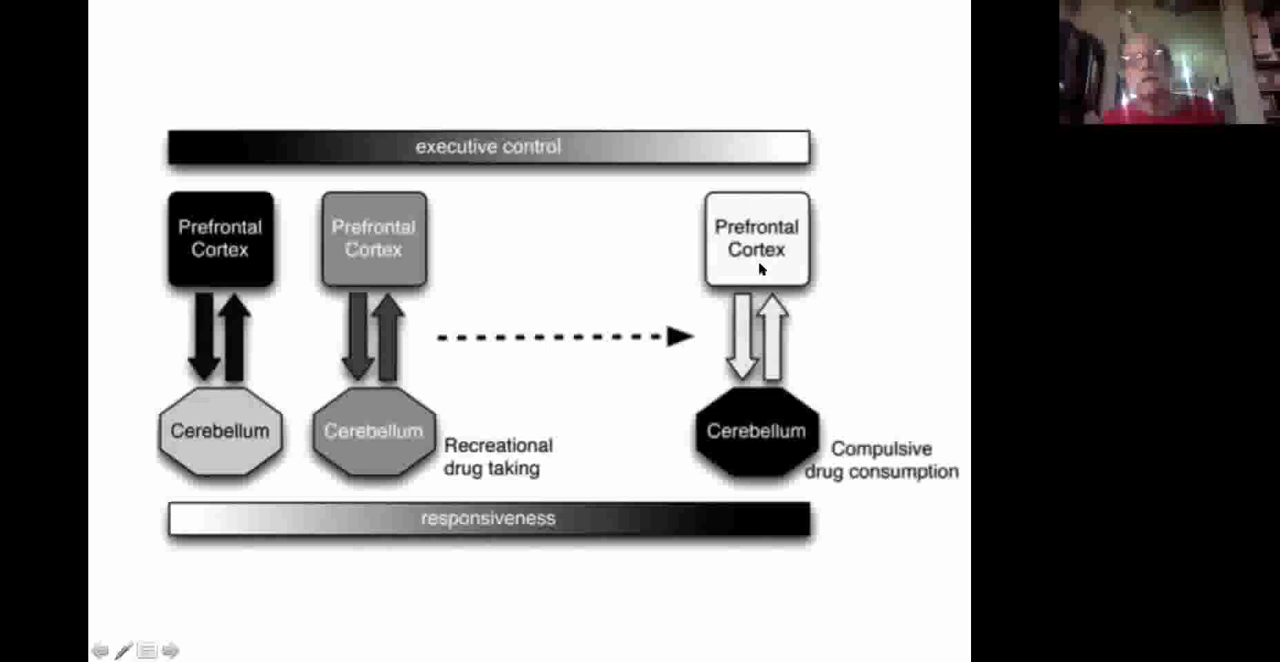 executive control
Prefrontal
Cortex
Prefrontal
Cortex
Prefrontal
Cortex
Cerebellum
Cerebellum
Recreational
drug taking
Cerebellum
Compulsive
drug consumption
responsiveness